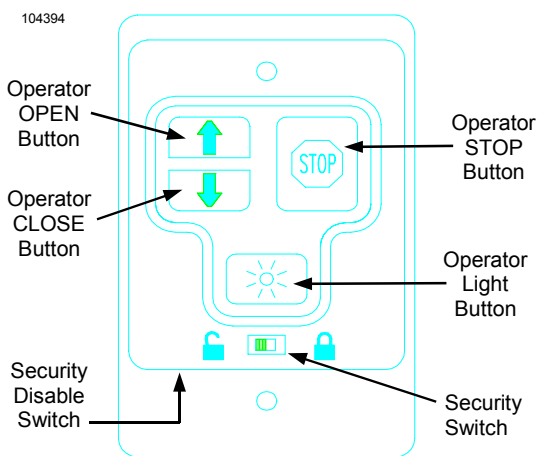 104394
Operator
OPEN
Button
Operator
STOP
Button
STOP
Operator
CLOSE
Button
Operator
Light
Button
Security
Disable
Switch
Security
Switch